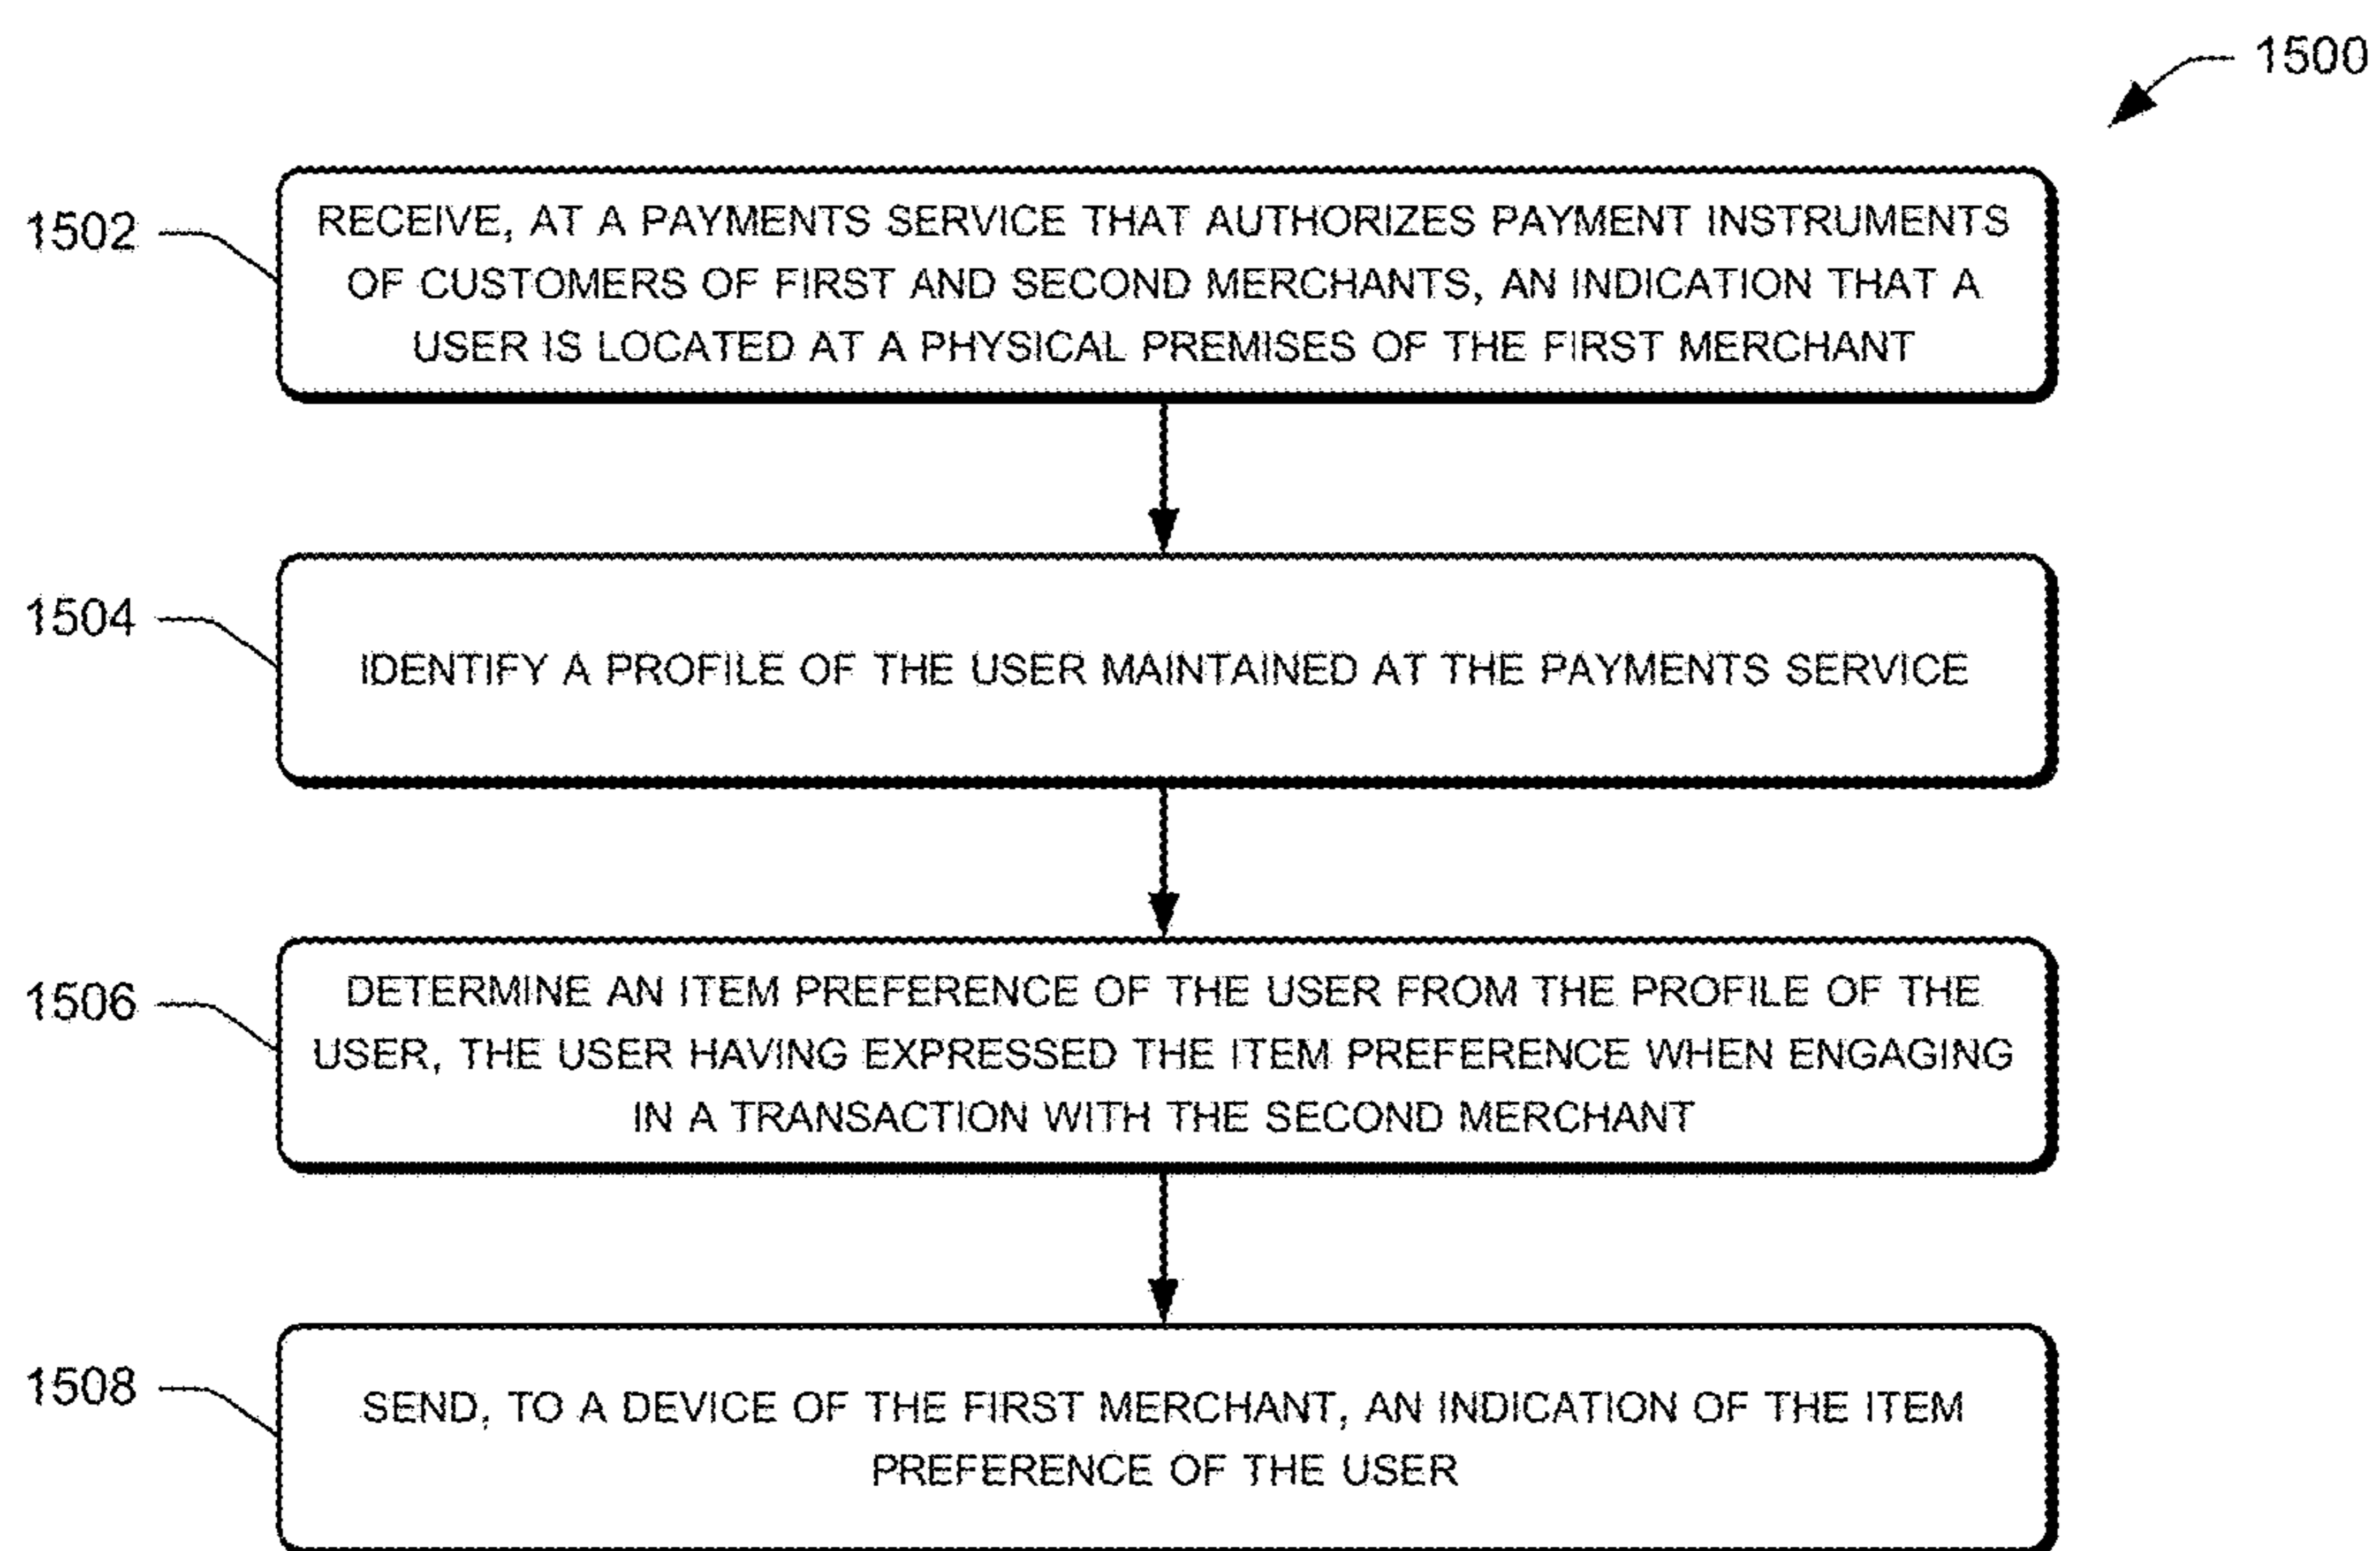 1500
1502
RECEIVE, AT A PAYMENTS SERVICE THAT AUTHORIZES PAYMENT INSTRUMENTS
OF CUSTOMERS OF FIRST AND SECOND MERCHANTS, AN INDICATION THAT A
USER IS LOCATED AT A PHYSICAL PREMISES OF THE FIRST MERCHANT
1504
IDENTIFY A PROFILE OF THE USER MAINTAINED AT THE PAYMENTS SERVICE
1506
DETERMINE AN ITEM PREFERENCE OF THE USER FROM THE PROFILE OF THE
USER, THE USER HAVING EXPRESSED THE ITEM PREFERENCE WHEN ENGAGING
IN A TRANSACTION WITH THE SECOND MERCHANT
1508
SEND, TO A DEVICE OF THE FIRST MERCHANT, AN INDICATION OF THE ITEM
PREFERENCE OF THE USER